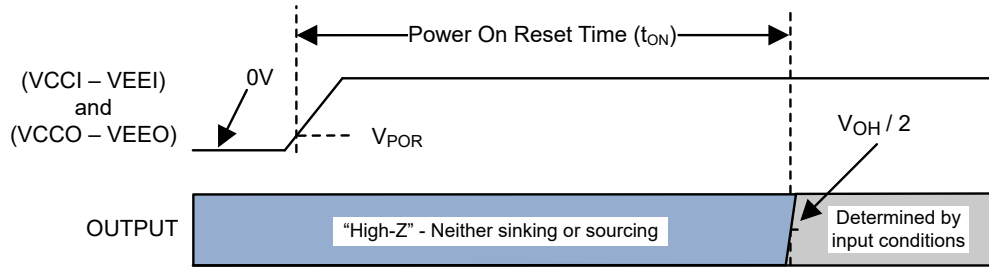 Power On Reset Time (tON)
(VCCI – VEEI)
and
(VCCO – VEEO)
0V
VPOR
VOH / 2
OUTPUT
“High-Z” - Neither sinking or sourcing
Determined by
input conditions